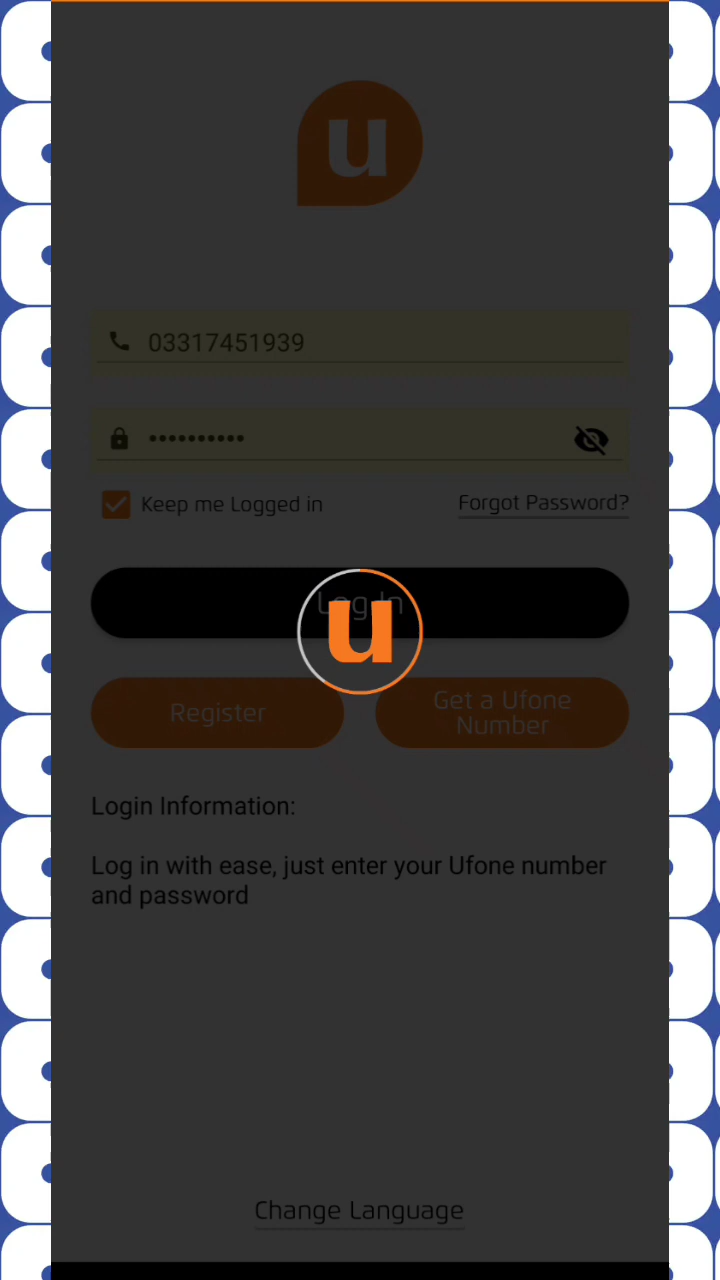 u
03317451939
••••••••••
Keep me Logged in
Forgot Password?
Log In
u
Register
Get a Ufone
Number
Login Information:
Log in with ease, just enter your Ufone number
and password
Change Language